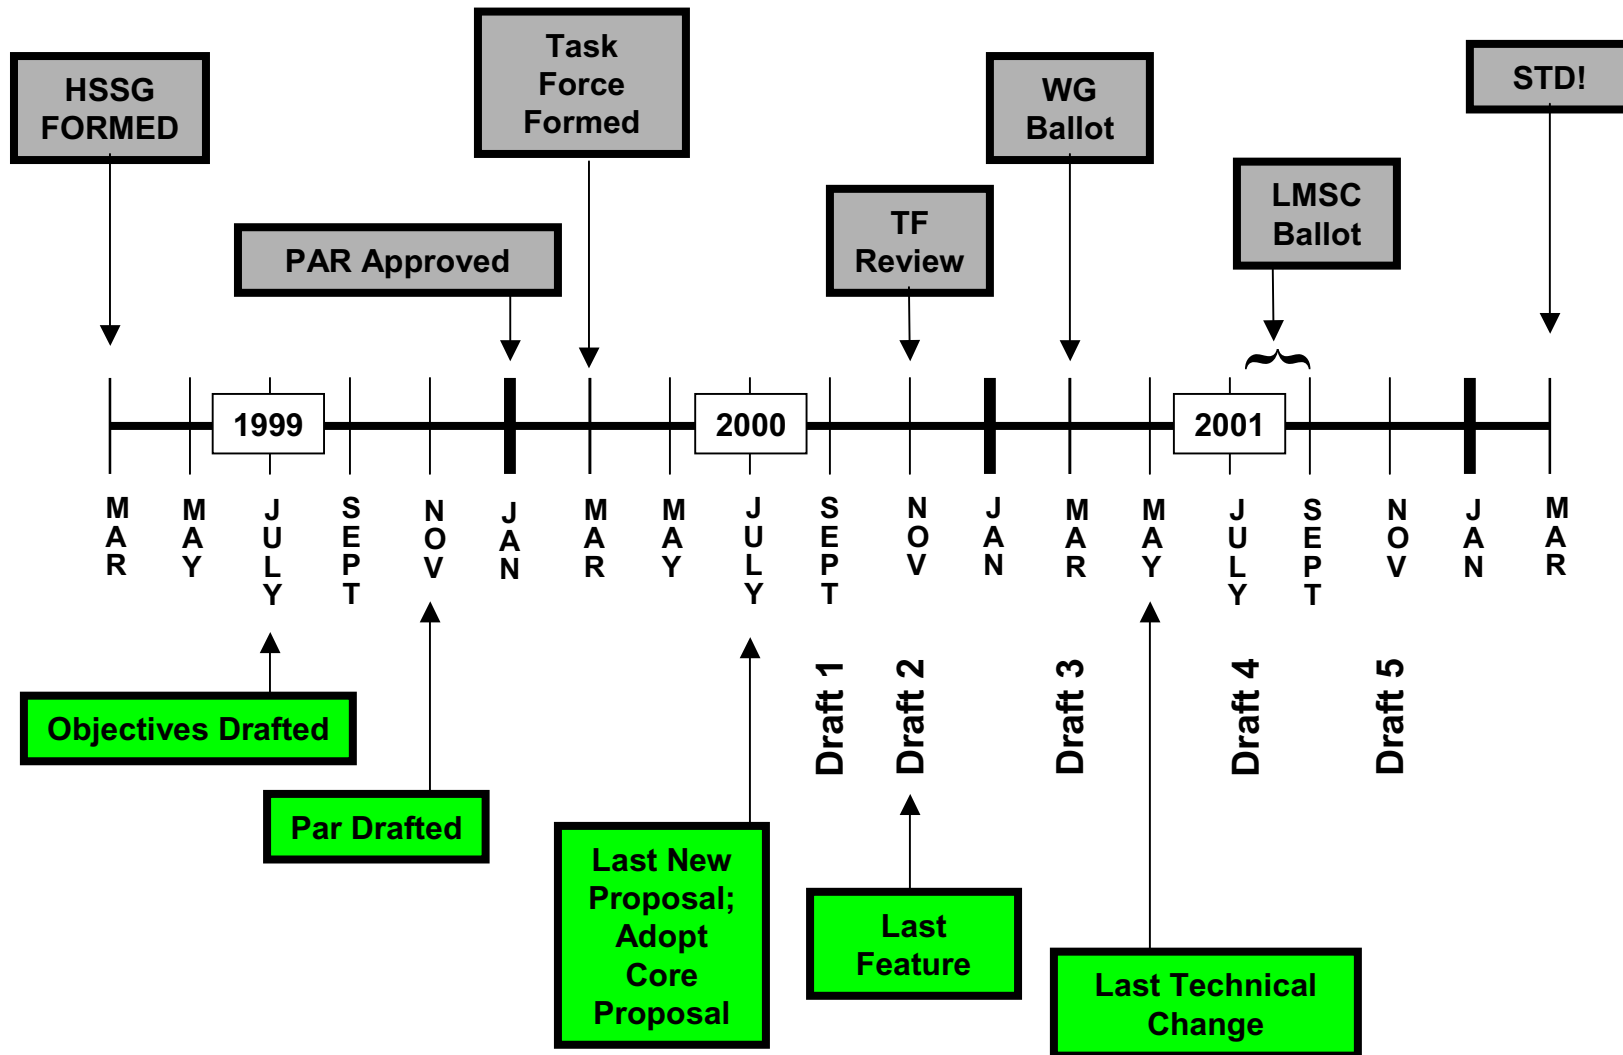 HSSG
FORMED
Task
Force
Formed
PAR Approved
TF
Review
WG
Ballot
LMSC
Ballot
STD!
1999
2000
2001
MAR
MAY
JULY
SEPT
NOV
JAN
MAR
MAY
JULY
SEPT
NOV
JAN
MAR
MAY
JULY
SEPT
NOV
JAN
MAR
Draft 1
Draft 2
Draft 3
Draft 4
Draft 5
Objectives Drafted
Par Drafted
Last New
Proposal;
Adopt
Core
Proposal
Last
Feature
Last Technical
Change